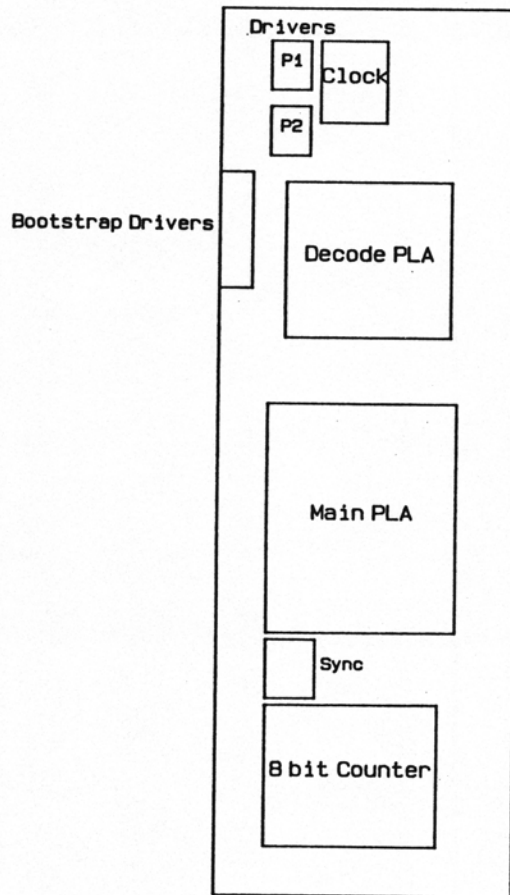 Drivers
P1
Clock
P2
Bootstrap Drivers
Decode PLA
Main PLA
Sync
8 bit Counter